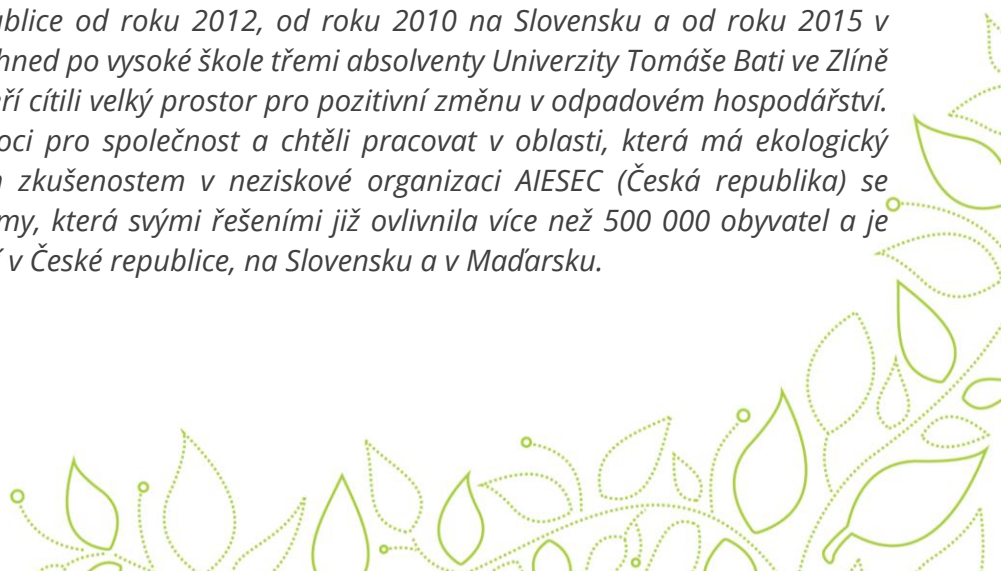 ublice od roku 2012, od roku 2010 na Slovensku a od roku 2015 v
hned po vysoké škole třemi absolventy Univerzity Tomáše Bati ve Zlíně
eří cítili velký prostor pro pozitivní změnu v odpadovém hospodářství.
oci pro společnost a chtěli pracovat v oblasti, která má ekologický
zkušenostem v neziskové organizaci AIESEC (Česká republika) se
my, která svými řešeními již ovlivnila více než 500 000 obyvatel a je
v České republice, na Slovensku a v Maďarsku.